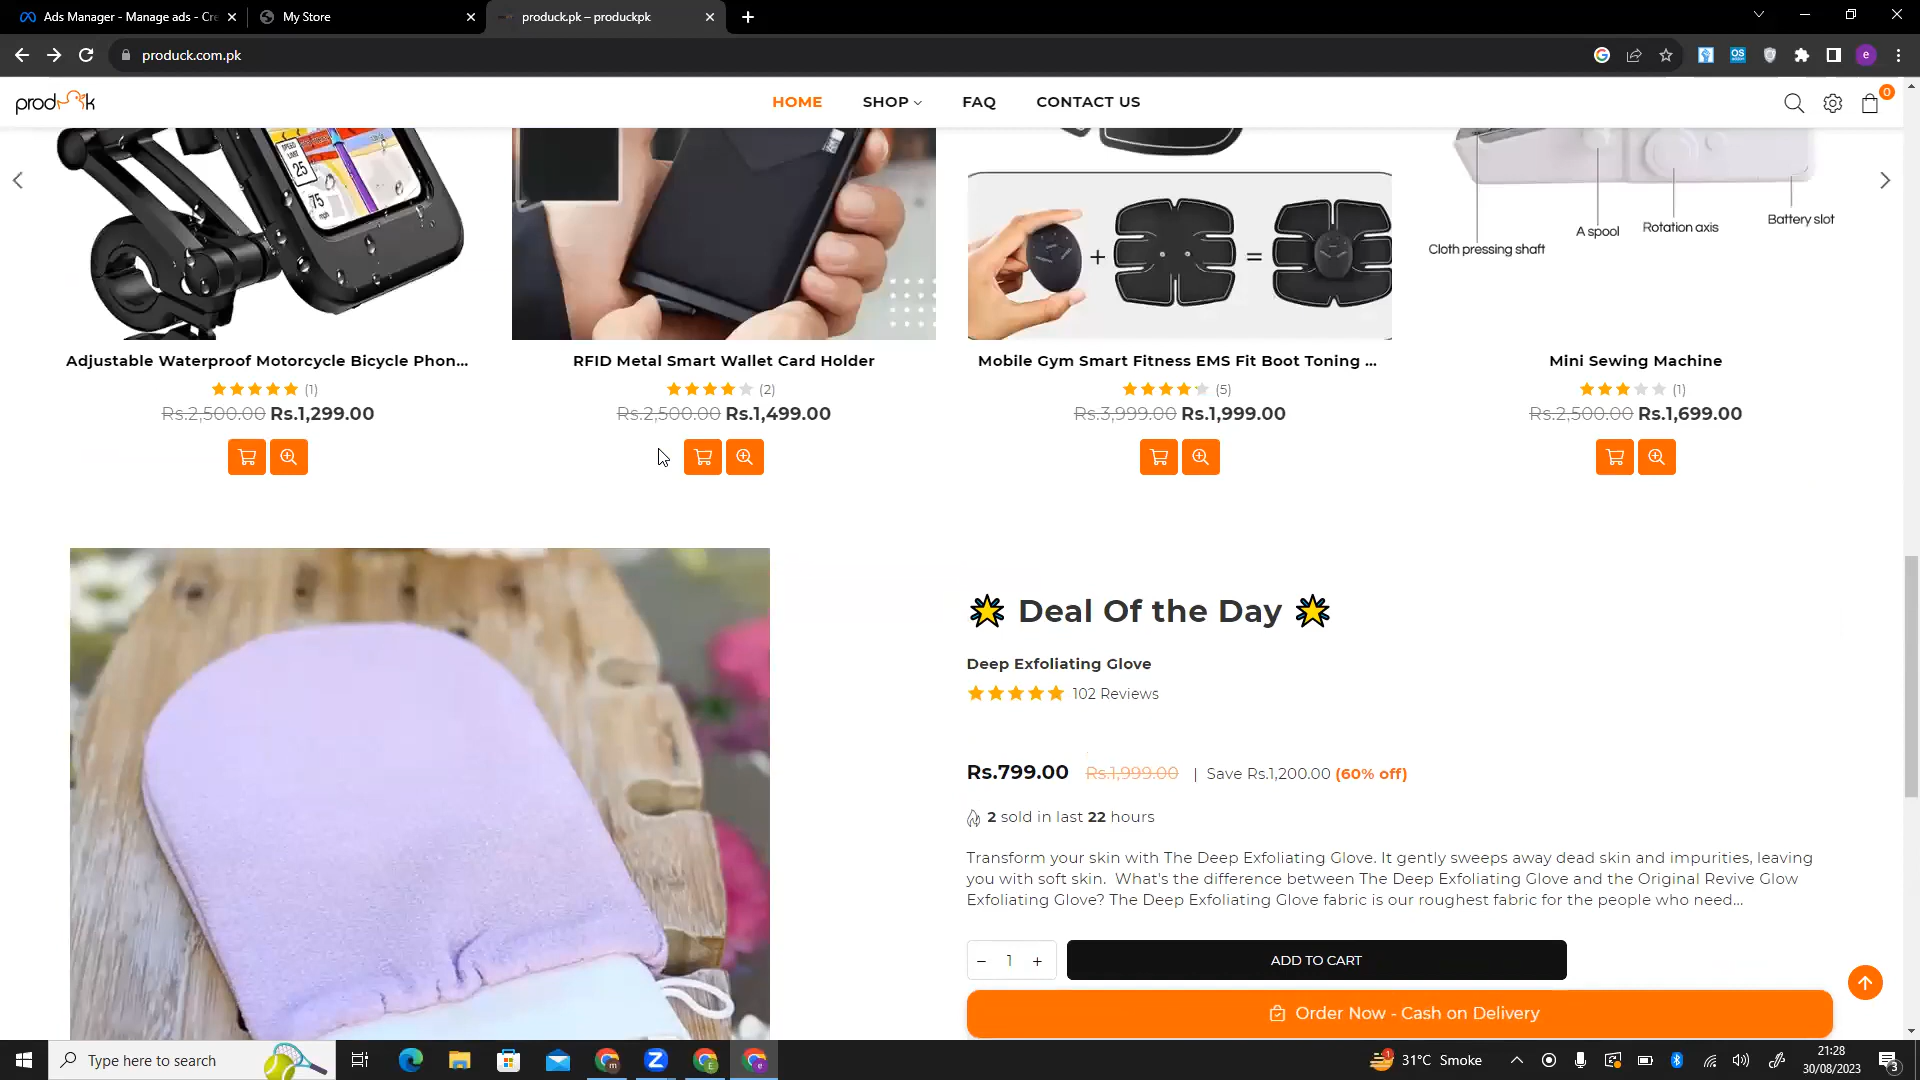 Ads Manager - Manage ads - Cre
My Store
produck.pk – produckpk
produck.com.pk
e
prod k
HOME
SHOP
FAQ
CONTACT US
0
SPEED LIMIT
25
75
mph
Cloth pressing shaft
A spool
Rotation axis
Battery slot
+
=
Adjustable Waterproof Motorcycle Bicycle Phon...
(1)
Rs.2,500.00 Rs.1,299.00
RFID Metal Smart Wallet Card Holder
(2)
Rs.2,500.00 Rs.1,499.00
Mobile Gym Smart Fitness EMS Fit Boot Toning ...
(5)
Rs.3,999.00 Rs.1,999.00
Mini Sewing Machine
(1)
Rs.2,500.00 Rs.1,699.00
🌟 Deal Of the Day 🌟
Deep Exfoliating Glove
102 Reviews
Rs.799.00 Rs.1,999.00 | Save Rs.1,200.00 (60% off)
2 sold in last 22 hours
Transform your skin with The Deep Exfoliating Glove. It gently sweeps away dead skin and impurities, leaving
you with soft skin. What's the difference between The Deep Exfoliating Glove and the Original Revive Glow
Exfoliating Glove? The Deep Exfoliating Glove fabric is our roughest fabric for the people who need...
− 1 +
ADD TO CART
Order Now - Cash on Delivery
Type here to search
31°C Smoke
21:28
30/08/2023
3